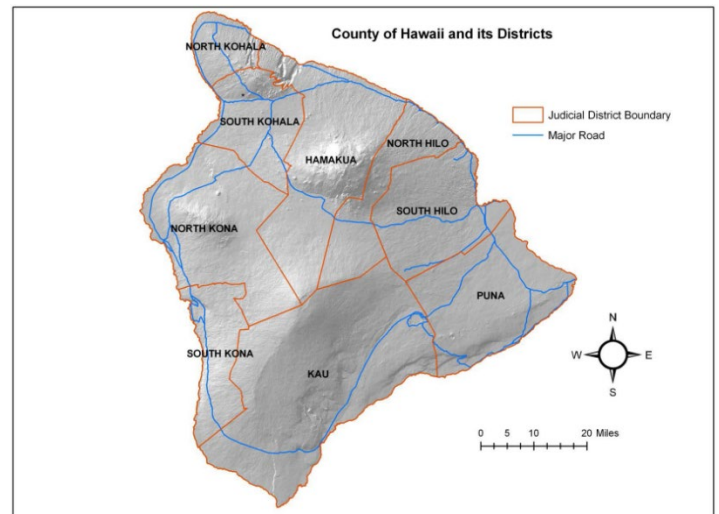 County of Hawaii and its Districts
NORTH KOHALA
Judicial District Boundary
Major Road
SOUTH KOHALA
HAMAKUA
NORTH HILO
SOUTH HILO
NORTH KONA
PUNA
SOUTH KONA
KAU
N
W E
S
0 5 10 20 Miles